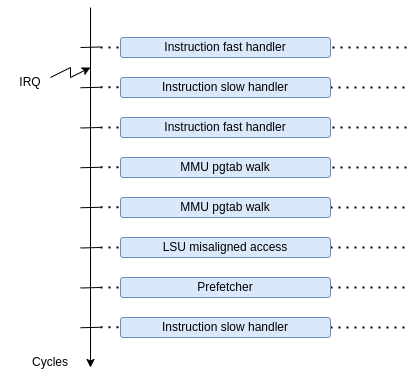 Instruction fast handler
IRQ
Instruction slow handler
Instruction fast handler
MMU pgtab walk
MMU pgtab walk
LSU misaligned access
Prefetcher
Instruction slow handler
Cycles